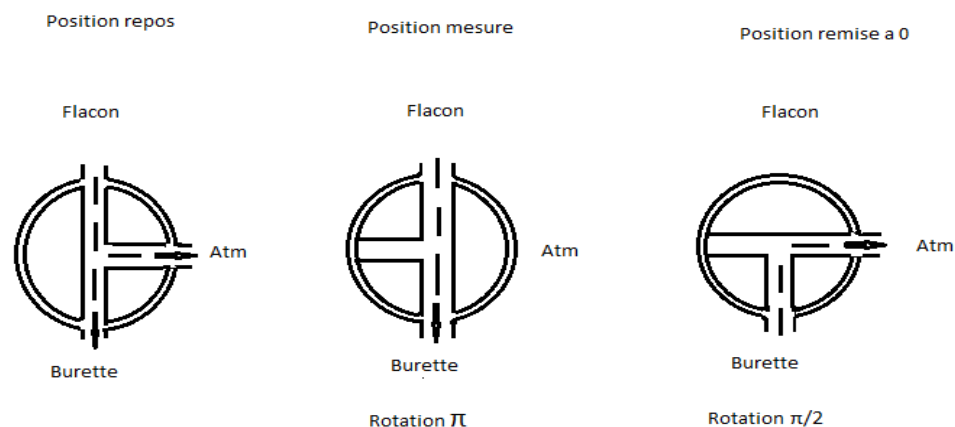 Position repos
Position mesure
Position remise a 0
Flacon
Flacon
Flacon
Atm
Atm
Atm
Burette
Burette
Burette
Rotation π
Rotation π/2